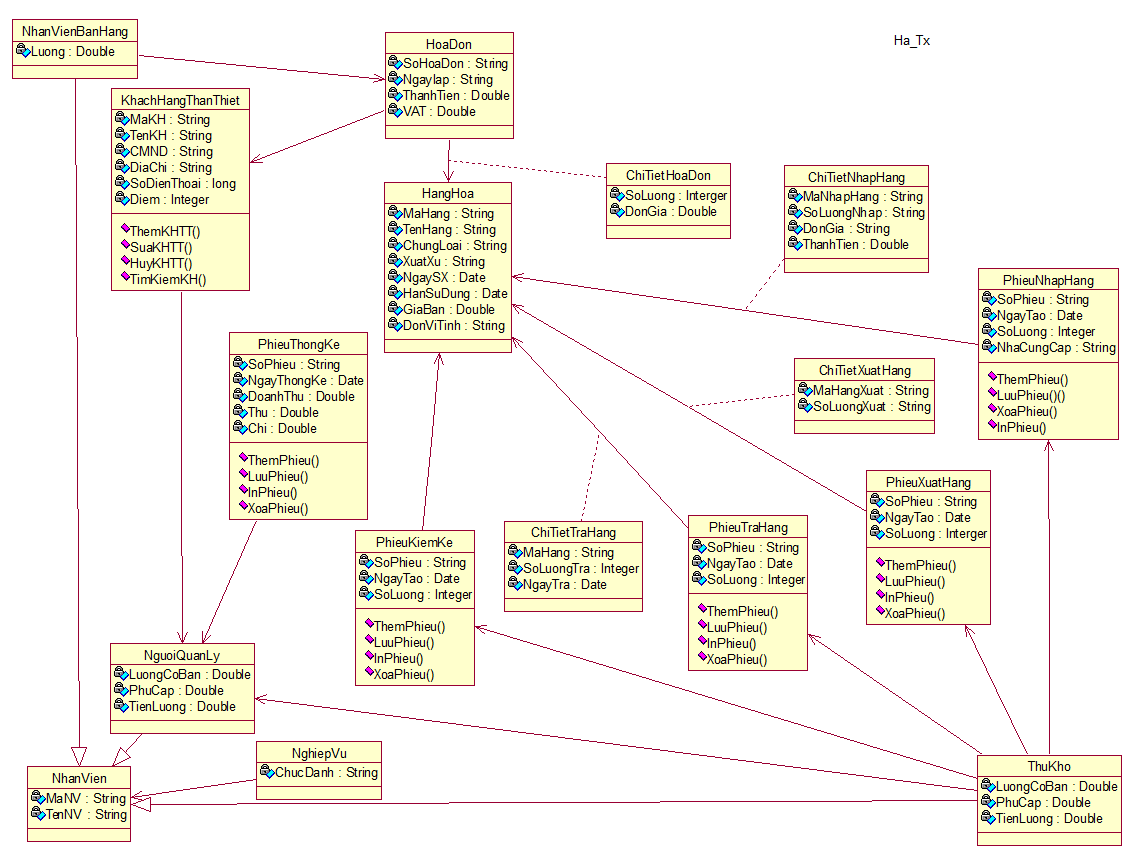 NhanVienBanHang
Luong : Double
HoaDon
SoHoaDon : String
Ngaylap : String
ThanhTien : Double
VAT : Double
Ha_Tx
KhachHangThanThiet
MaKH : String
TenKH : String
CMND : String
DiaChi : String
SoDienThoai : long
Diem : Integer
ThemKHTT()
SuaKHTT()
HuyKHTT()
TimKiemKH()
HangHoa
MaHang : String
TenHang : String
ChungLoai : String
XuatXu : String
NgaySX : Date
HanSuDung : Date
GiaBan : Double
DonViTinh : String
ChiTietHoaDon
SoLuong : Interger
DonGia : Double
ChiTietNhapHang
MaNhapHang : String
SoLuongNhap : String
DonGia : String
ThanhTien : Double
PhieuNhapHang
SoPhieu : String
NgayTao : Date
SoLuong : Integer
NhaCungCap : String
ThemPhieu()
LuuPhieu()()
XoaPhieu()
InPhieu()
PhieuThongKe
SoPhieu : String
NgayThongKe : Date
DoanhThu : Double
Thu : Double
Chi : Double
ThemPhieu()
LuuPhieu()
InPhieu()
XoaPhieu()
ChiTietXuatHang
MaHangXuat : String
SoLuongXuat : String
PhieuXuatHang
SoPhieu : String
NgayTao : Date
SoLuong : Interger
ThemPhieu()
LuuPhieu()
InPhieu()
XoaPhieu()
PhieuKiemKe
SoPhieu : String
NgayTao : Date
SoLuong : Integer
ThemPhieu()
LuuPhieu()
InPhieu()
XoaPhieu()
ChiTietTraHang
MaHang : String
SoLuongTra : Integer
NgayTra : Date
PhieuTraHang
SoPhieu : String
NgayTao : Date
SoLuong : Integer
ThemPhieu()
LuuPhieu()
InPhieu()
XoaPhieu()
NguoiQuanLy
LuongCoBan : Double
PhuCap : Double
TienLuong : Double
NghiepVu
ChucDanh : String
NhanVien
MaNV : String
TenNV : String
ThuKho
LuongCoBan : Double
PhuCap : Double
TienLuong : Double